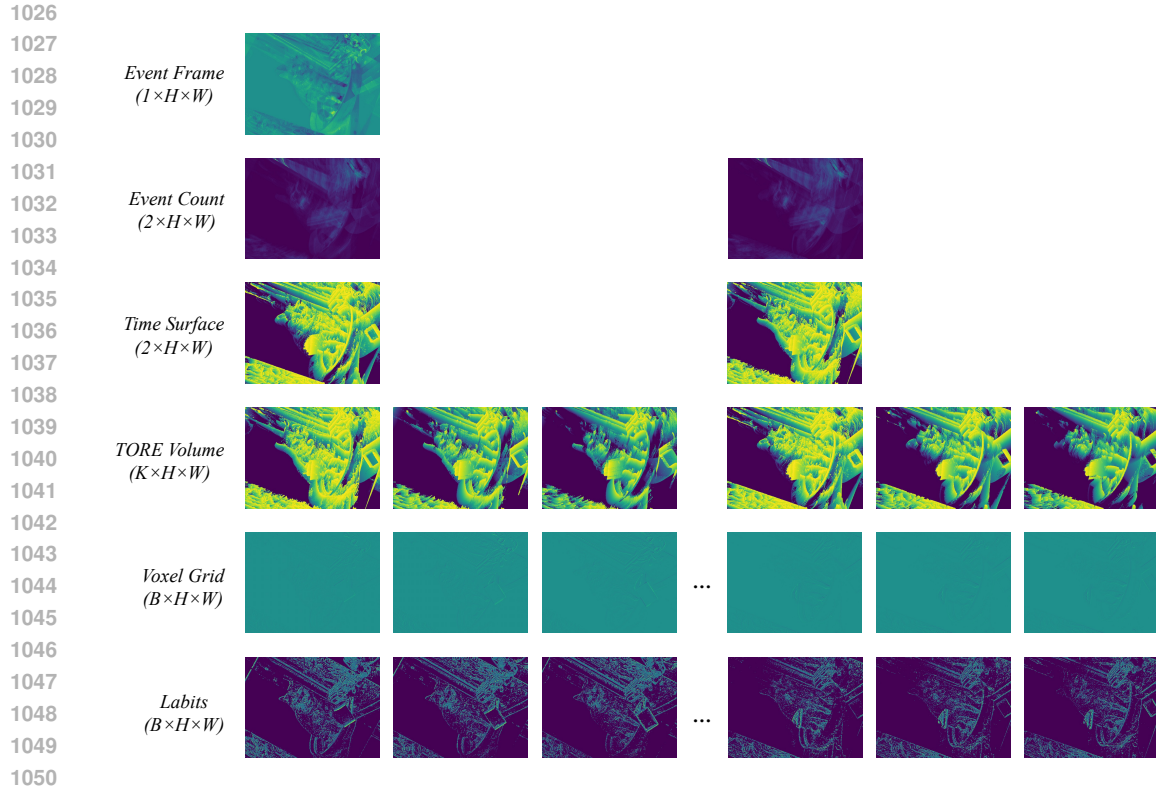 1026
1027
1028
1029
1030
1031
1032
1033
1034
1035
1036
1037
1038
1039
1040
1041
1042
1043
1044
1045
1046
1047
1048
1049
1050
Event Frame
(1×H×W)
Event Count
(2×H×W)
Time Surface
(2×H×W)
TORE Volume
(K×H×W)
Voxel Grid
(B×H×W)
...
Labits
(B×H×W)
...